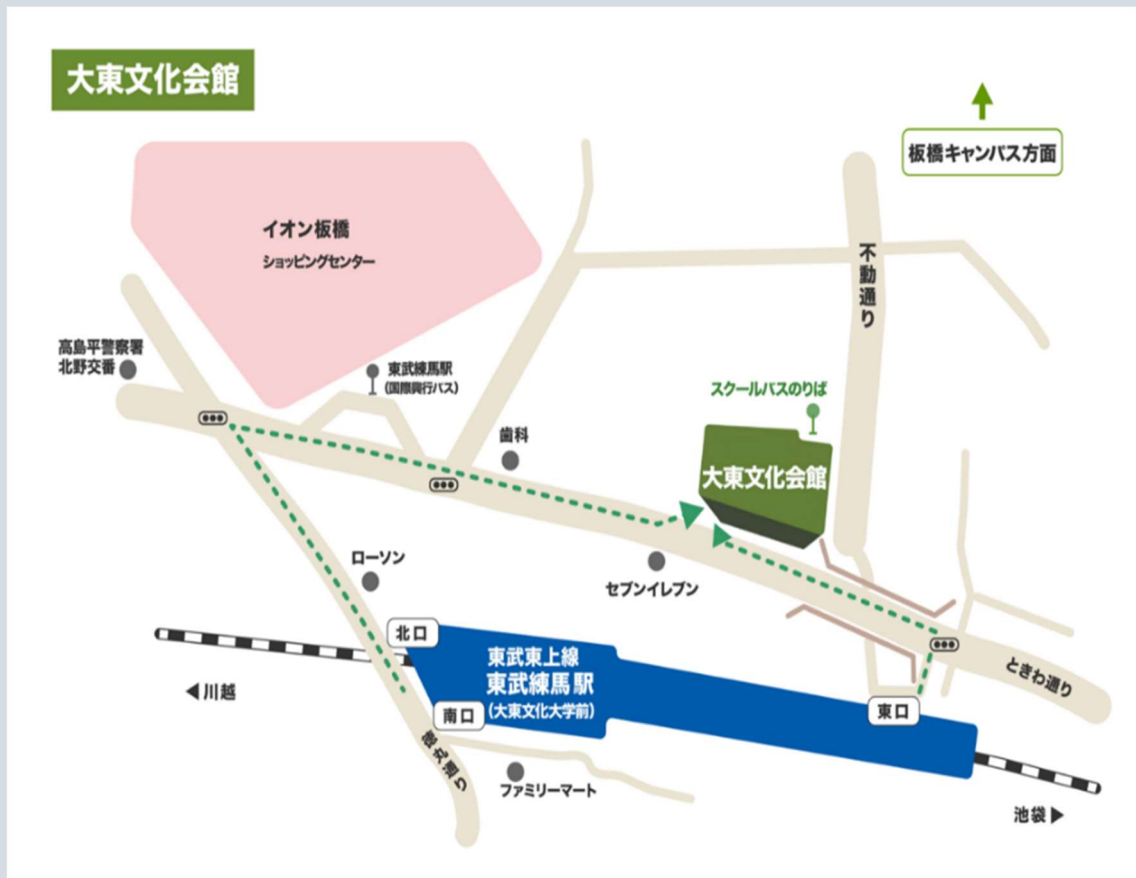 大東文化会館
板橋キャンパス方面
イオン板橋
ショッピングセンター
不動通り
高島平警察署
北野交番
東武練馬駅
(国際興行バス)
スクールバスのりば
歯科
大東文化会館
ローソン
セブンイレブン
北口
東武東上線
東武練馬駅
(大東文化大学前)
ときわ通り
◀川越
南口
東口
徳丸通り
ファミリーマート
池袋▶